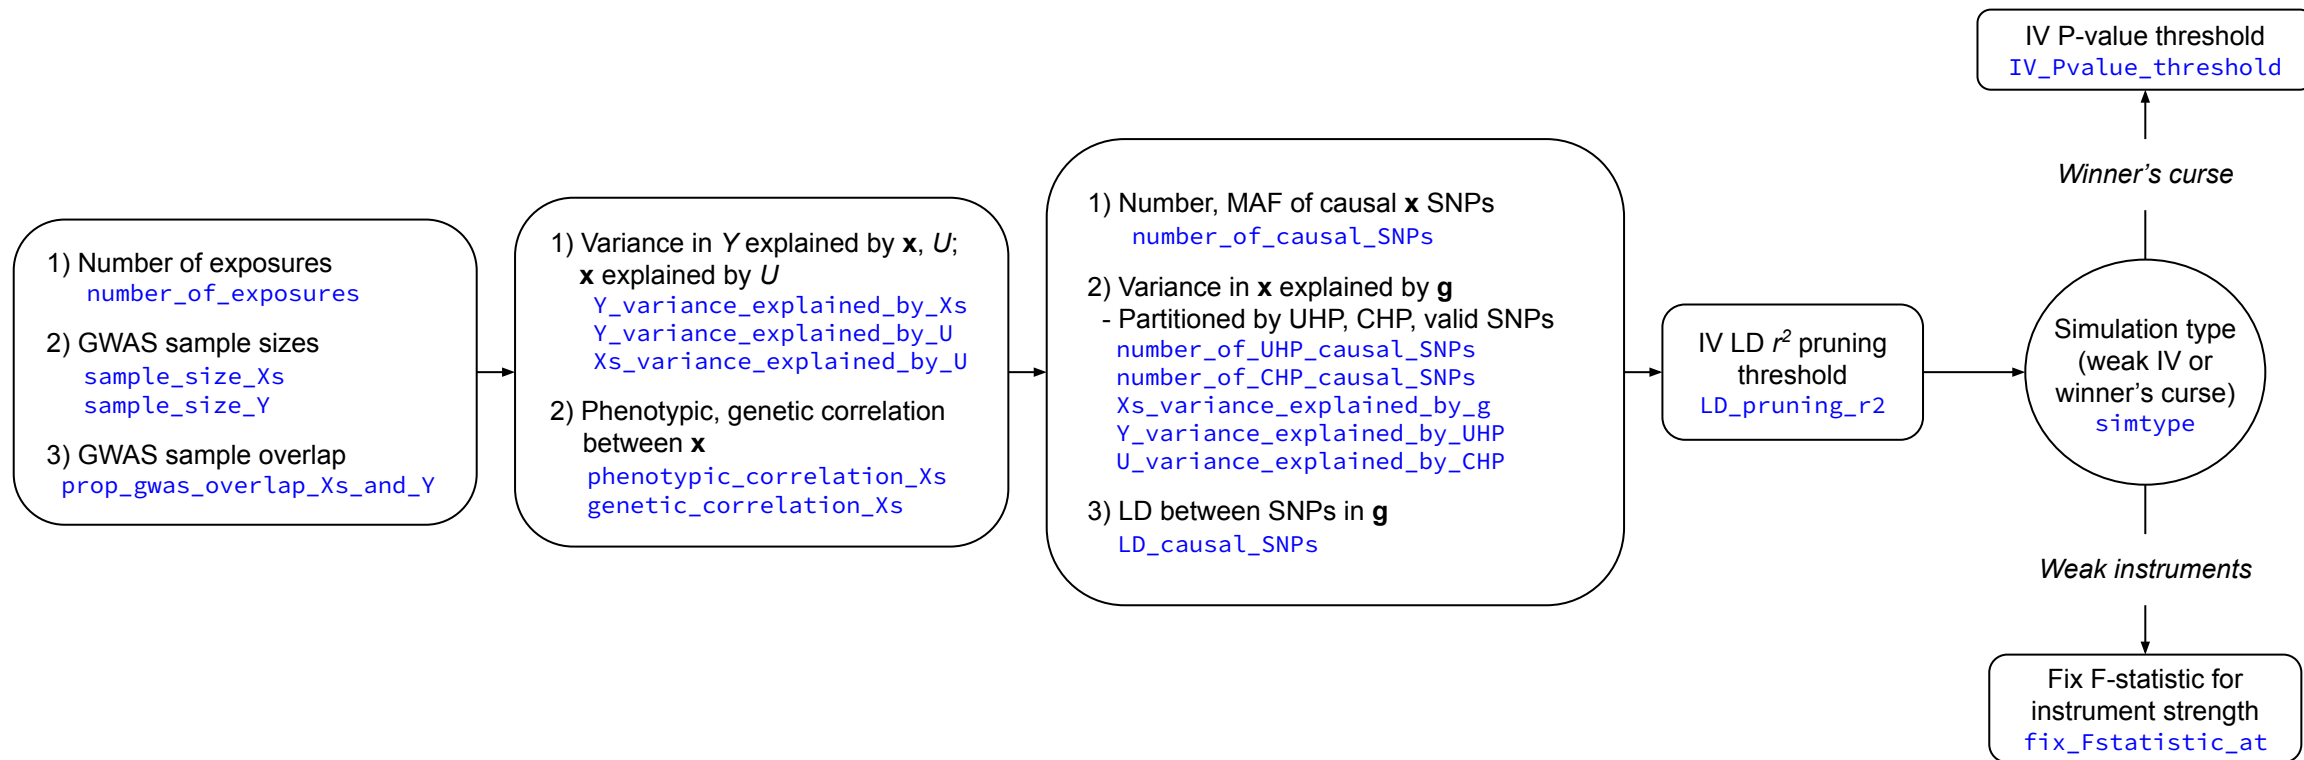 1) Number of exposures
number_of_exposures
2) GWAS sample sizes
sample_size_Xs
sample_size_Y
3) GWAS sample overlap
prop_gwas_overlap_Xs_and_Y
1) Variance in Y explained by x, U;
x explained by U
Y_variance_explained_by_Xs
Y_variance_explained_by_U
Xs_variance_explained_by_U
2) Phenotypic, genetic correlation
between x
phenotypic_correlation_Xs
genetic_correlation_Xs
1) Number, MAF of causal x SNPs
number_of_causal_SNPs
2) Variance in x explained by g
- Partitioned by UHP, CHP, valid SNPs
number_of_UHP_causal_SNPs
number_of_CHP_causal_SNPs
Xs_variance_explained_by_g
Y_variance_explained_by_UHP
U_variance_explained_by_CHP
3) LD between SNPs in g
LD_causal_SNPs
IV LD r² pruning
threshold
LD_pruning_r2
Simulation type
(weak IV or
winner’s curse)
simtype
Winner’s curse
IV P-value threshold
IV_Pvalue_threshold
Weak instruments
Fix F-statistic for
instrument strength
fix_Fstatistic_at